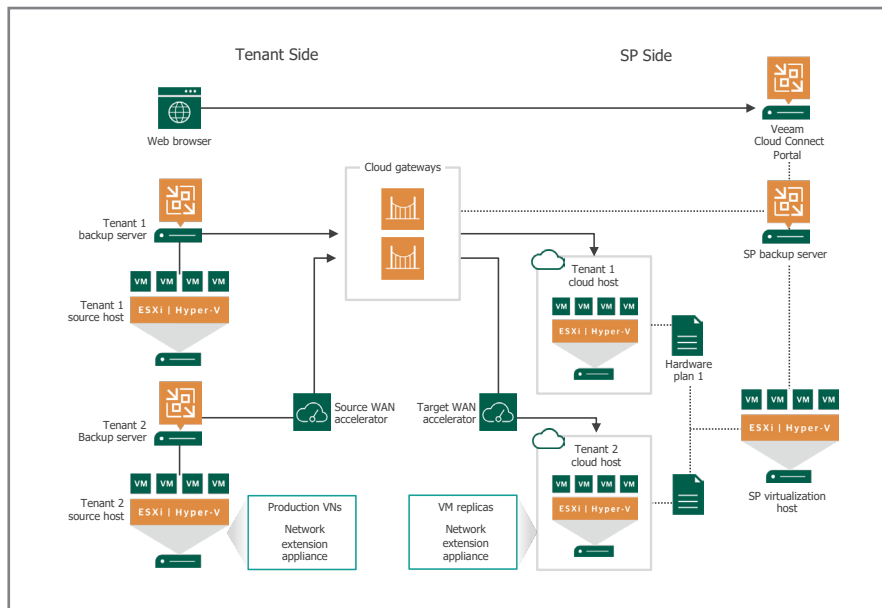 Tenant Side
SP Side
Web browser
Veeam
Cloud Connect
Portal
Cloud gateways
Tenant 1
backup server
SP backup server
VM VM VM VM
Tenant 1
source host
ESXi | Hyper-V
Tenant 1
cloud host
VM VM VM VM
ESXi | Hyper-V
Hardware
plan 1
Tenant 2
Backup server
Source WAN
accelerator
Target WAN
accelerator
VM VM VM VM
ESXi | Hyper-V
SP virtualization
host
Tenant 2
cloud host
VM VM VM VM
ESXi | Hyper-V
VM VM VM VM
Tenant 2
source host
ESXi | Hyper-V
Production VNs
Network
extension
appliance
VM replicas
Network
extension
appliance